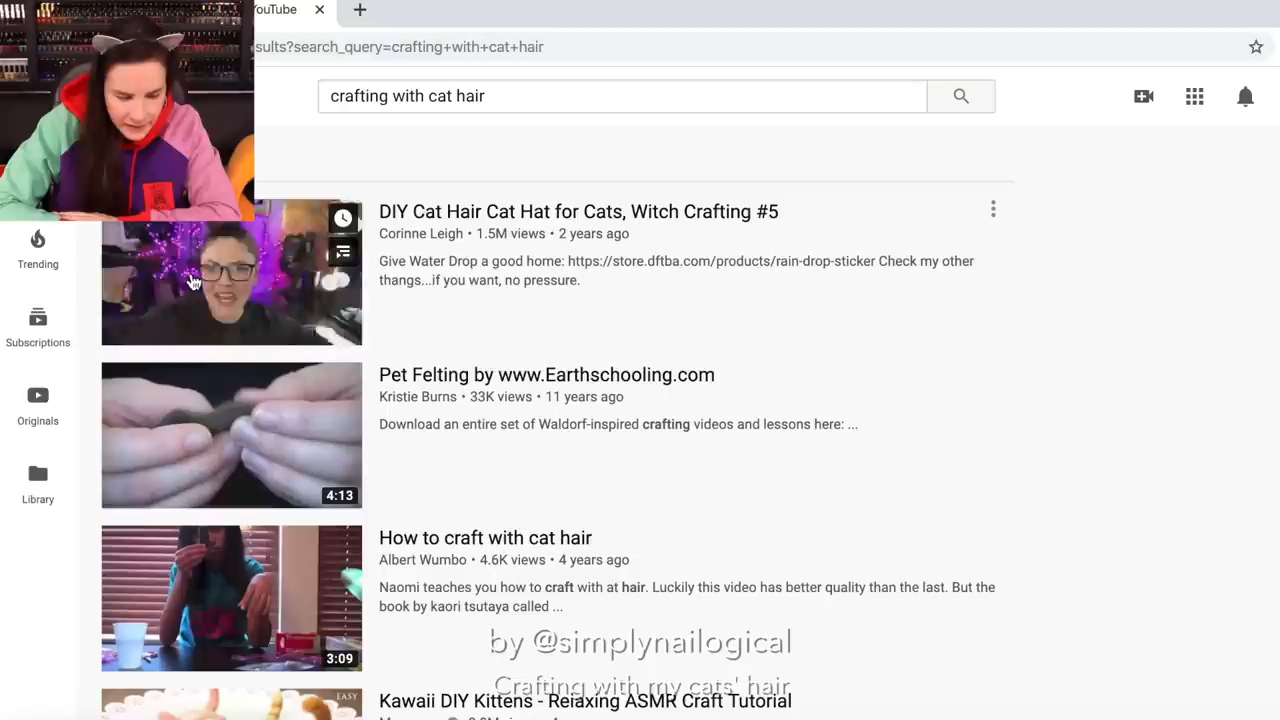 YouTube
sults?search_query=crafting+with+cat+hair
crafting with cat hair
DIY Cat Hair Cat Hat for Cats, Witch Crafting #5
Corinne Leigh • 1.5M views • 2 years ago
Give Water Drop a good home: https://store.dftba.com/products/rain-drop-sticker Check my other
thangs...if you want, no pressure.
Trending
Subscriptions
Originals
Library
Pet Felting by www.Earthschooling.com
Kristie Burns • 33K views • 11 years ago
Download an entire set of Waldorf-inspired crafting videos and lessons here: ...
4:13
How to craft with cat hair
Albert Wumbo • 4.6K views • 4 years ago
Naomi teaches you how to craft with at hair. Luckily this video has better quality than the last. But the
book by kaori tsutaya called ...
3:09
by @simplynailogical
Crafting with my cats' hair
EASY
Kawaii DIY Kittens - Relaxing ASMR Craft Tutorial